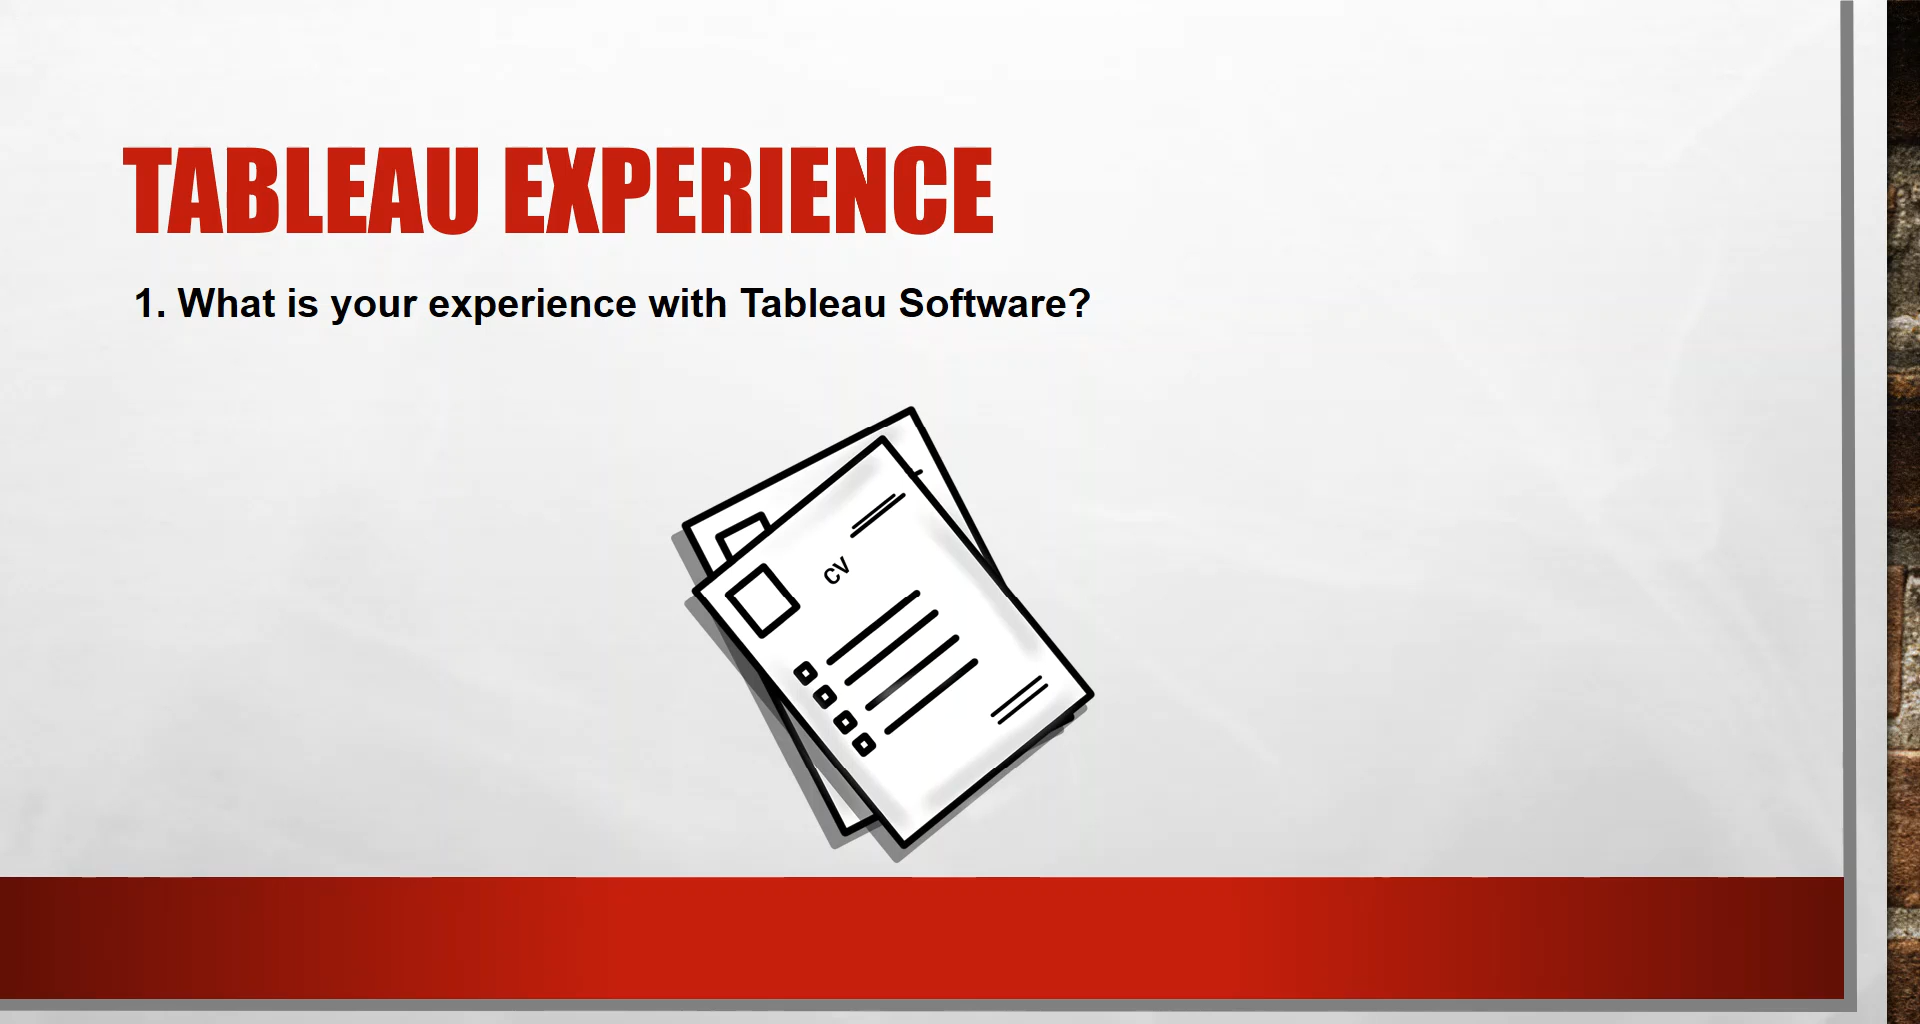 TABLEAU EXPERIENCE
1. What is your experience with Tableau Software?
CV